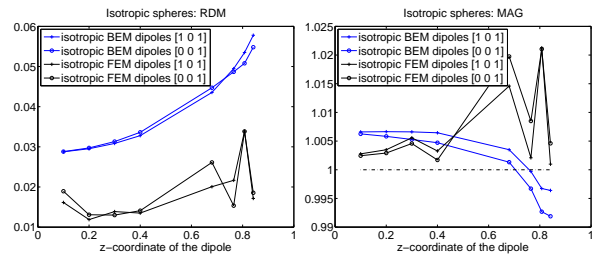 Isotropic spheres: RDM
0.06
0.05
0.04
0.03
0.02
0.01
isotropic BEM dipoles [1 0 1]
isotropic BEM dipoles [0 0 1]
isotropic FEM dipoles [1 0 1]
isotropic FEM dipoles [0 0 1]
0 0.2 0.4 0.6 0.8 1
z-coordinate of the dipole
Isotropic spheres: MAG
1.025
1.02
1.015
1.01
1.005
1
0.995
0.99
isotropic BEM dipoles [1 0 1]
isotropic BEM dipoles [0 0 1]
isotropic FEM dipoles [1 0 1]
isotropic FEM dipoles [0 0 1]
0 0.2 0.4 0.6 0.8 1
z-coordinate of the dipole